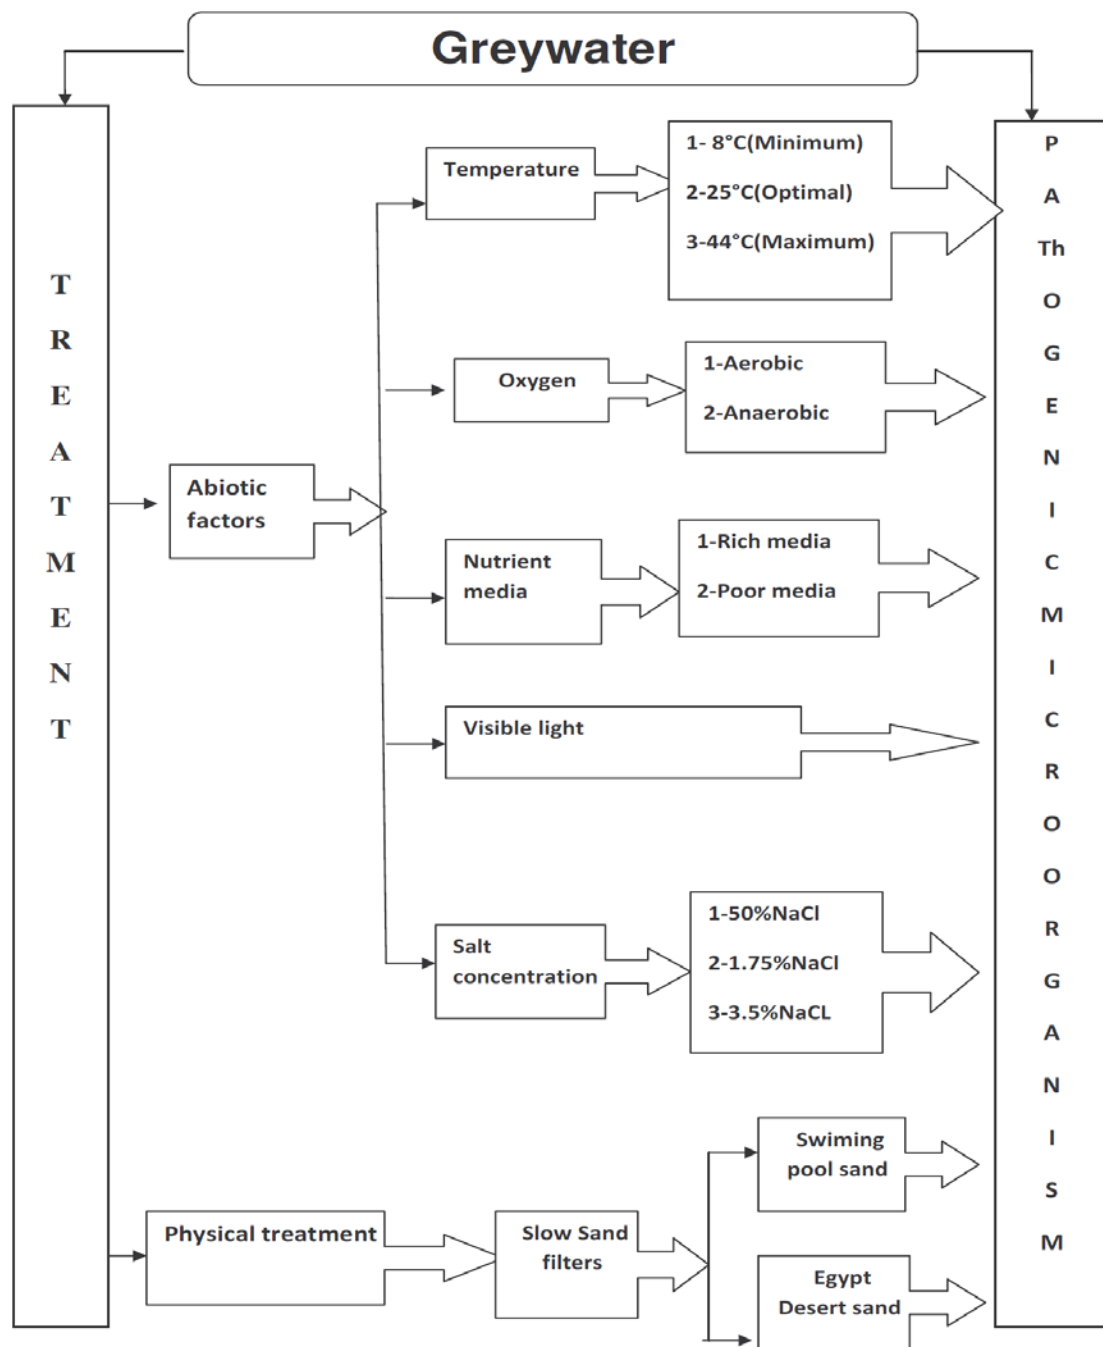 Greywater
TREATMENT
Abiotic
factors
Temperature
1- 8°C(Minimum)
2-25°C(Optimal)
3-44°C(Maximum)
Oxygen
1-Aerobic
2-Anaerobic
Nutrient
media
1-Rich media
2-Poor media
Visible light
Salt
concentration
1-50%NaCl
2-1.75%NaCl
3-3.5%NaCL
Physical treatment
Slow Sand
filters
Swiming
pool sand
Egypt
Desert sand
PAThOGENICMICROORGANISM